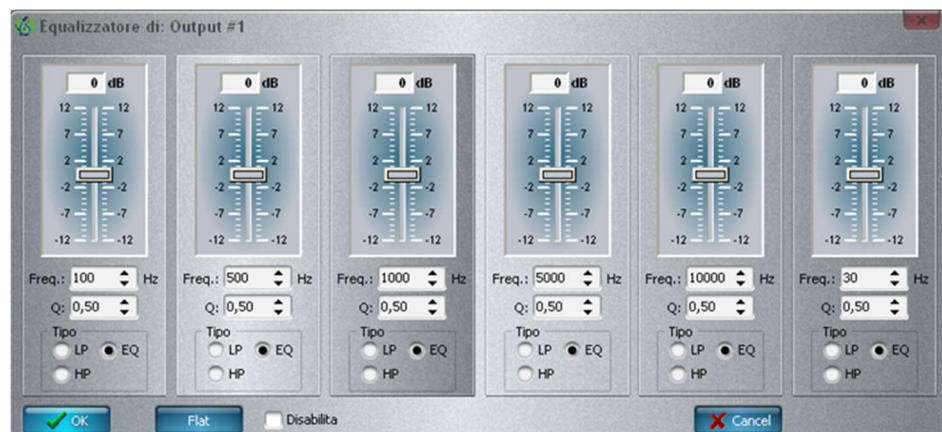 Equalizzatore di: Output #1
0 dB 0 dB 0 dB 0 dB 0 dB 0 dB
12 12 12 12 12 12 12 12 12 12 12 12
7 7 7 7 7 7 7 7 7 7 7 7
2 2 2 2 2 2 2 2 2 2 2 2
-2 -2 -2 -2 -2 -2 -2 -2 -2 -2 -2 -2
-7 -7 -7 -7 -7 -7 -7 -7 -7 -7 -7 -7
-12 -12 -12 -12 -12 -12 -12 -12 -12 -12 -12 -12
Freq.: 100 Hz Freq.: 500 Hz Freq.: 1000 Hz Freq.: 5000 Hz Freq.: 10000 Hz Freq.: 30 Hz
Q: 0,50 Q: 0,50 Q: 0,50 Q: 0,50 Q: 0,50 Q: 0,50
Tipo Tipo Tipo Tipo Tipo Tipo
LP EQ LP EQ LP EQ LP EQ LP EQ LP EQ
HP HP HP HP HP HP
OK Flat Disabilita Cancel